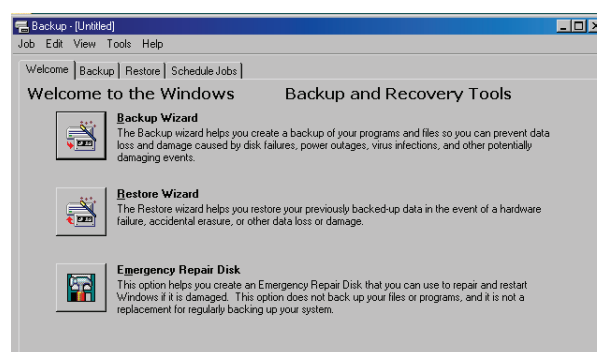 Backup - [Untitled]
Job Edit View Tools Help
Welcome Backup Restore Schedule Jobs
Welcome to the Windows Backup and Recovery Tools
Backup Wizard
The Backup wizard helps you create a backup of your programs and files so you can prevent data
loss and damage caused by disk failures, power outages, virus infections, and other potentially
damaging events.
Restore Wizard
The Restore wizard helps you restore your previously backed-up data in the event of a hardware
failure, accidental erasure, or other data loss or damage.
Emergency Repair Disk
This option helps you create an Emergency Repair Disk that you can use to repair and restart
Windows if it is damaged. This option does not back up your files or programs, and it is not a
replacement for regularly backing up your system.